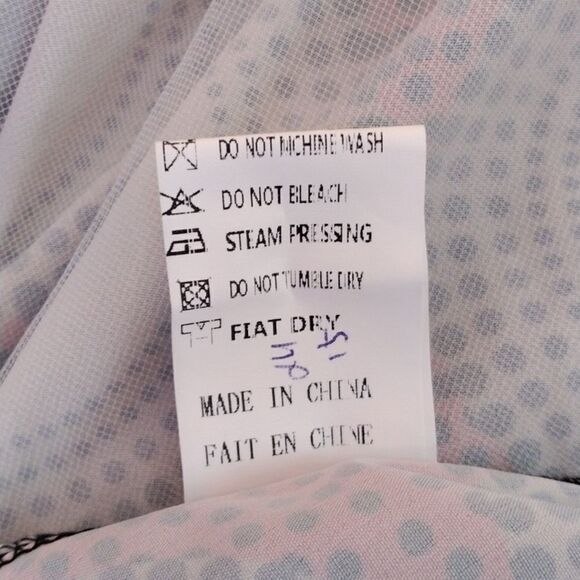 DO NOT MCHINE WASH
DO NOT BLEACH
STEAM PRESSING
DO NOT TUMBLE DRY
FIAT DRY
MADE IN CHINA
FAIT EN CHINE